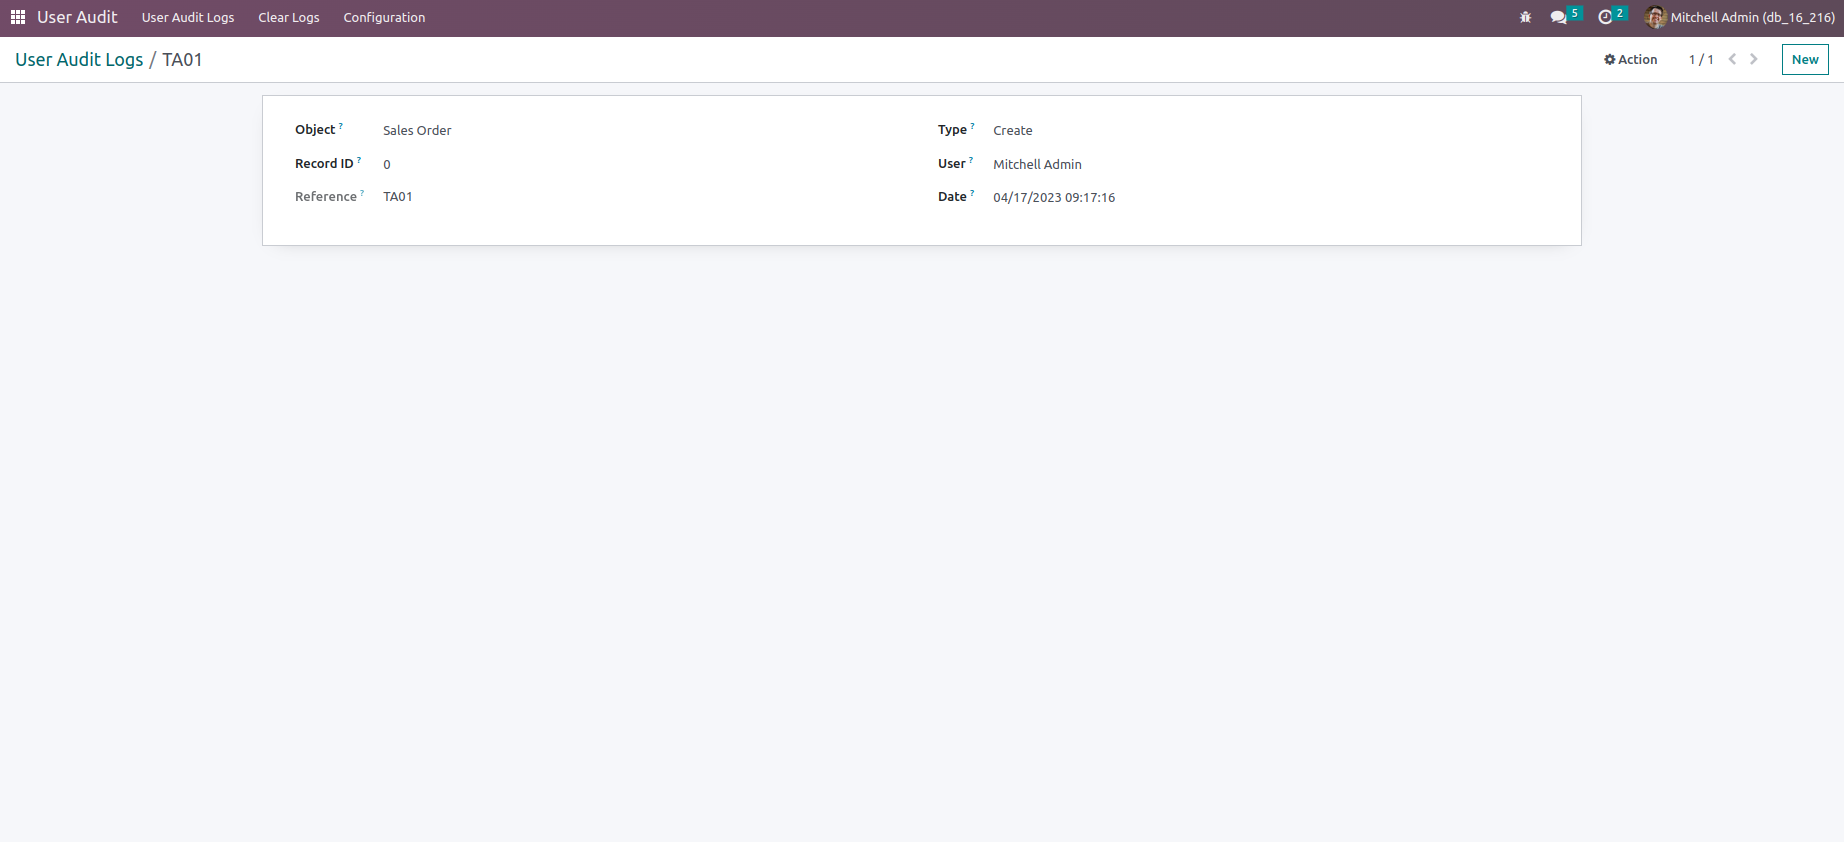 User Audit User Audit Logs Clear Logs Configuration 5 2 Mitchell Admin (db_16_216)
User Audit Logs / TA01 Action 1 / 1 New
Object ? Sales Order Type ? Create
Record ID ? 0 User ? Mitchell Admin
Reference ? TA01 Date ? 04/17/2023 09:17:16